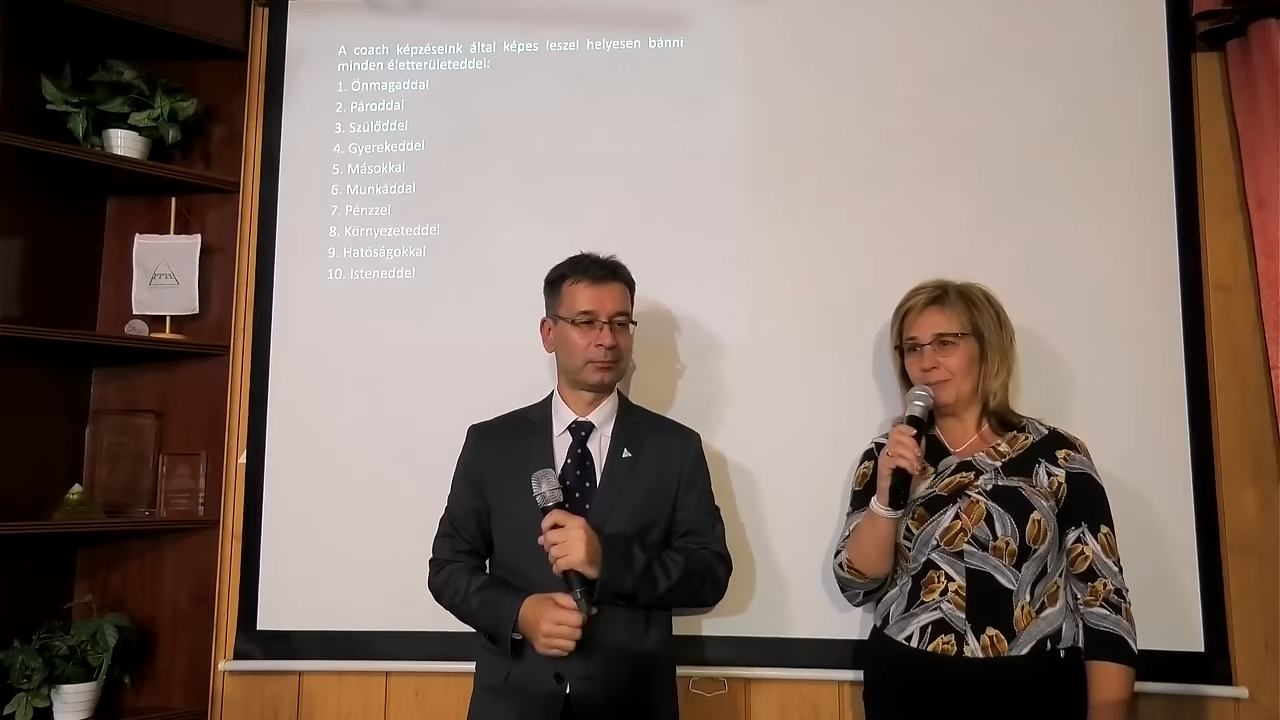 A coach képzéseink által képes leszel helyesen bánni
minden életterületeddel:
1. Önmagaddal
2. Pároddal
3. Szülőddel
4. Gyerekeddel
5. Másokkal
6. Munkáddal
7. Pénzzel
8. Környezeteddel
9. Hatóságokkal
10. Isteneddel